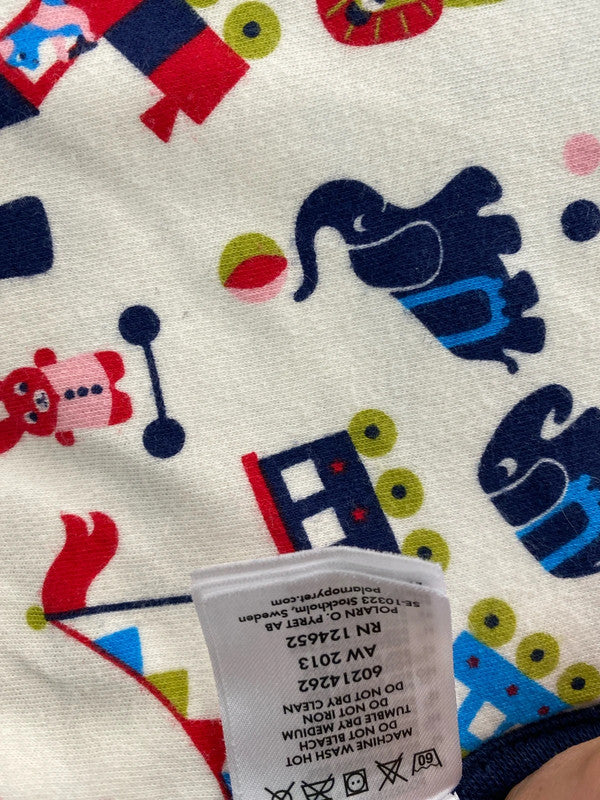 60
MACHINE WASH HOT
DO NOT BLEACH
TUMBLE DRY MEDIUM
DO NOT IRON
DO NOT DRY CLEAN
60214262
AW 2013
RN 124652
POLARN O. PYRET AB
SE-10323 Stockholm, Sweden
Polarnopyret.com